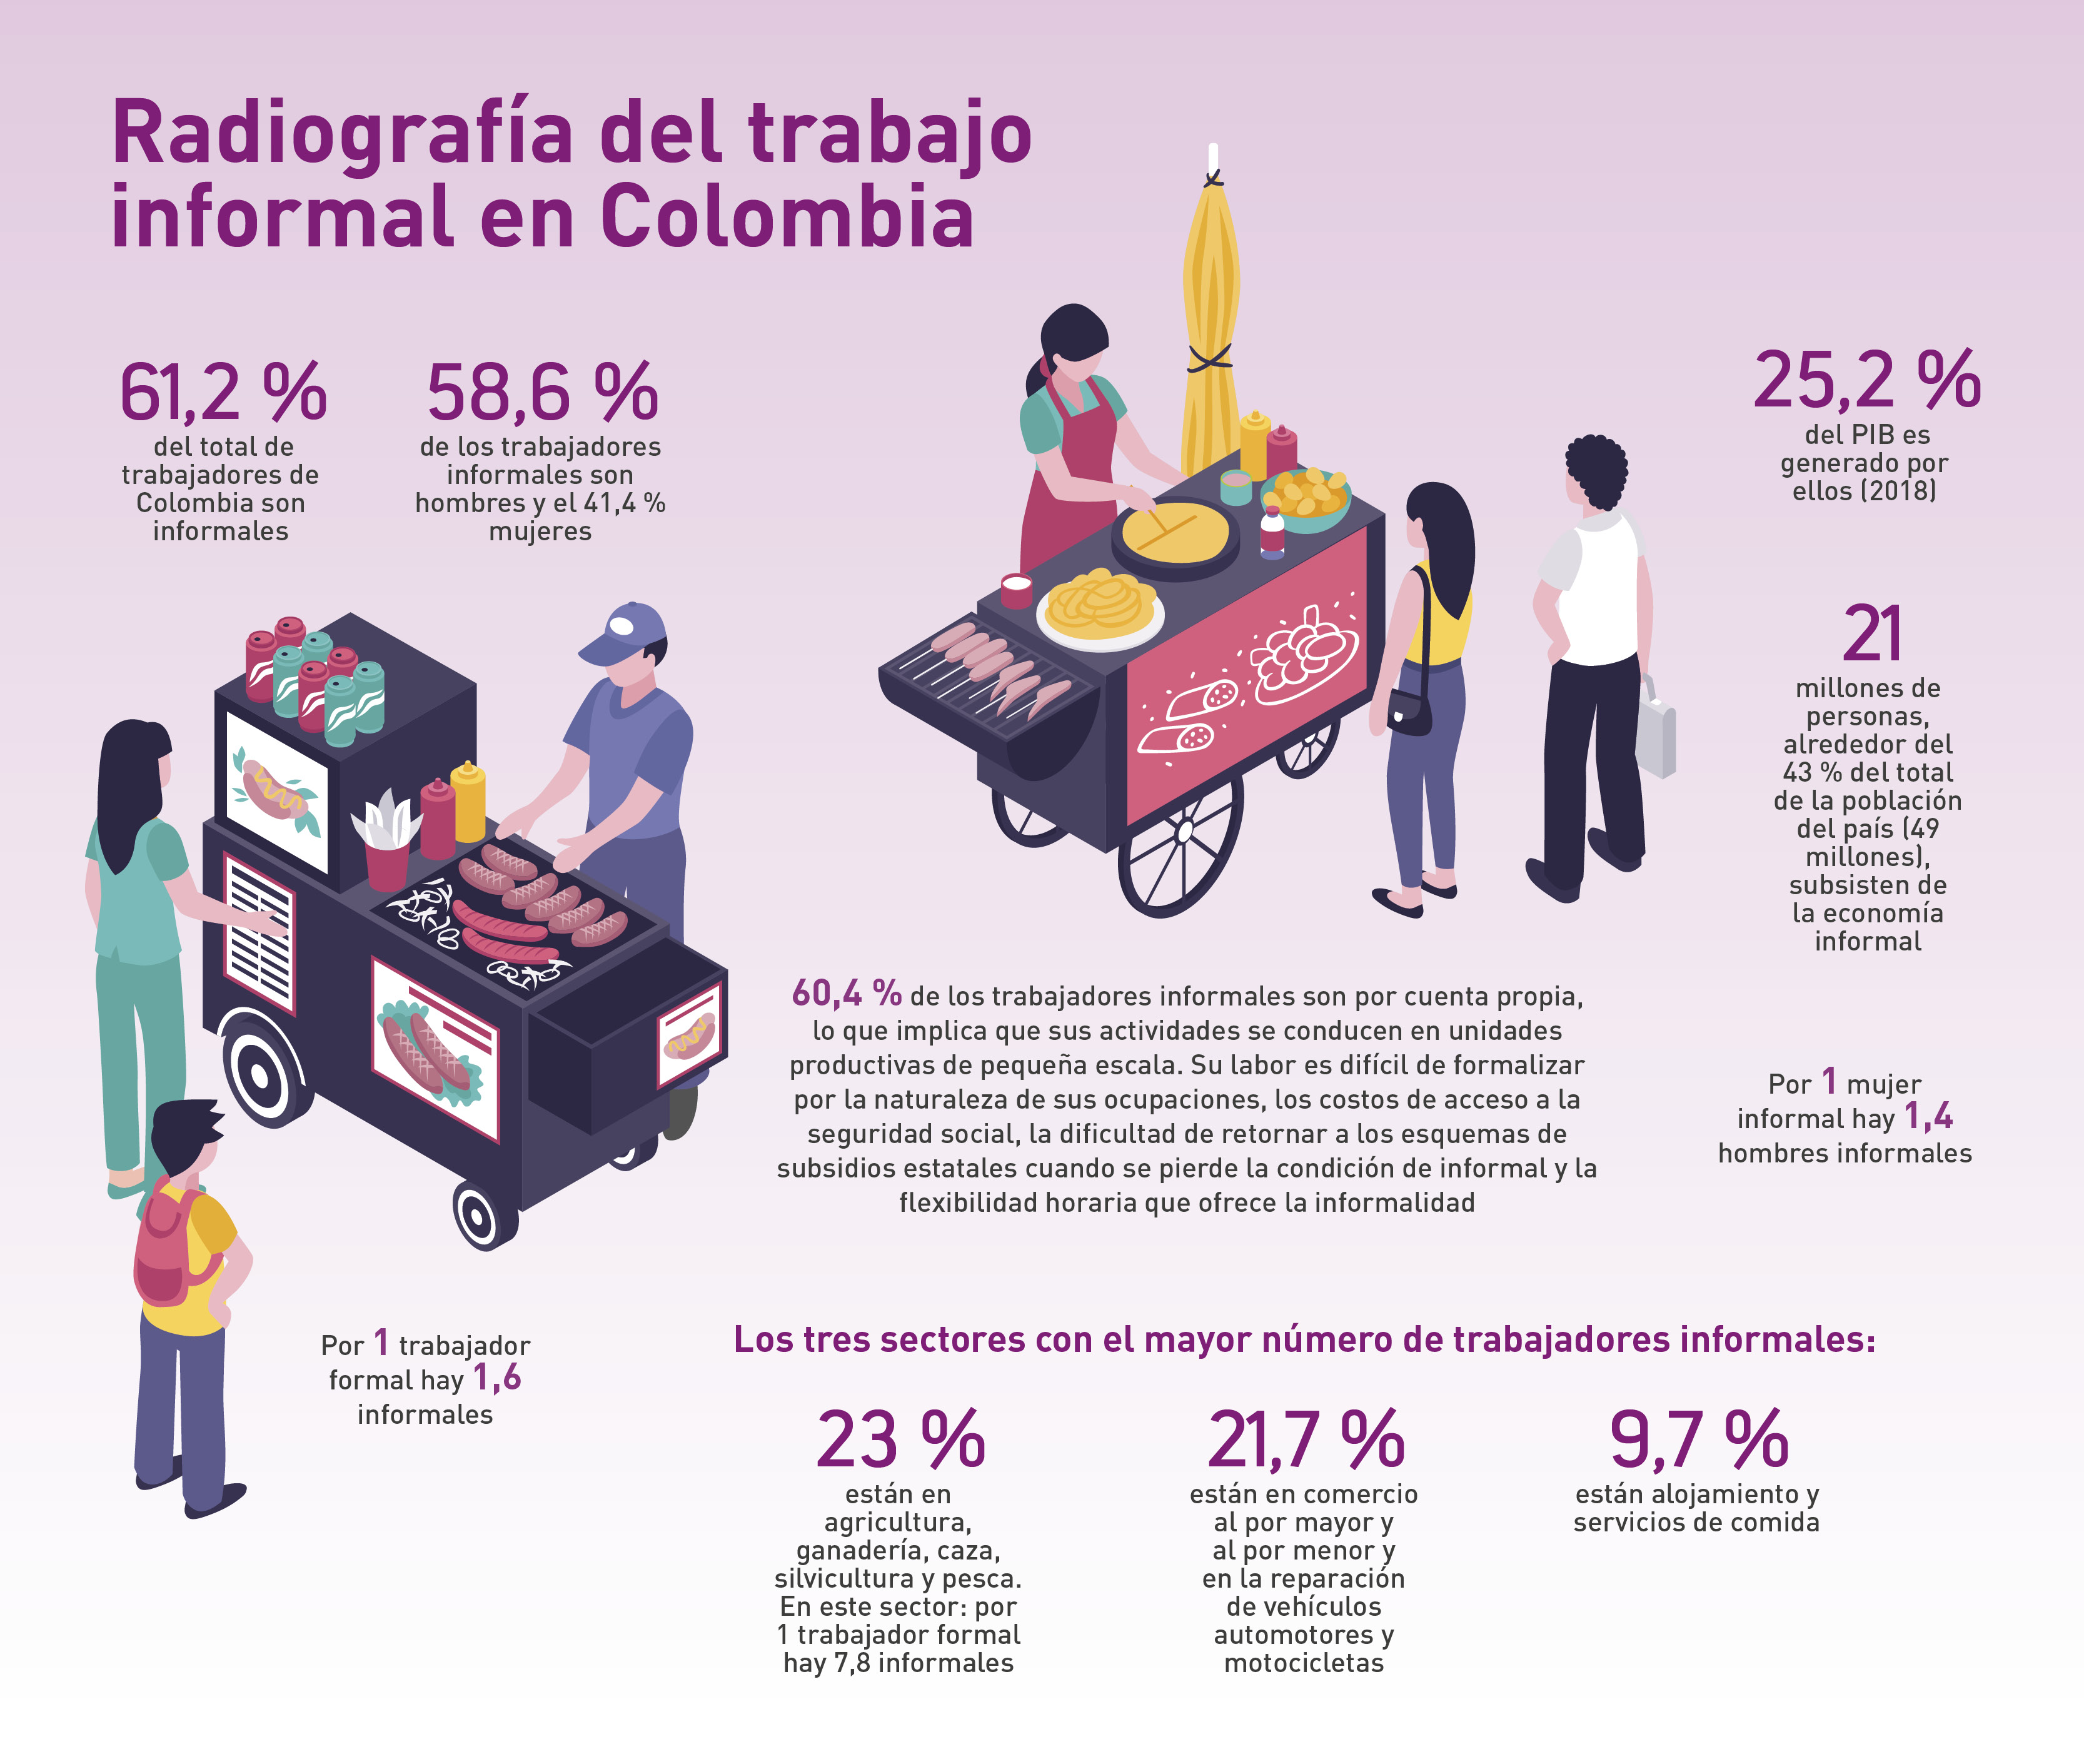 Radiografía del trabajo
informal en Colombia
61,2 %
del total de
trabajadores de
Colombia son
informales
58,6 %
de los trabajadores
informales son
hombres y el 41,4 %
mujeres
25,2 %
del PIB es
generado por
ellos (2018)
21
millones de
personas,
alrededor del
43 % del total
de la población
del país (49
millones),
subsisten de
la economía
informal
60,4 % de los trabajadores informales son por cuenta propia,
lo que implica que sus actividades se conducen en unidades
productivas de pequeña escala. Su labor es difícil de formalizar
por la naturaleza de sus ocupaciones, los costos de acceso a la
seguridad social, la dificultad de retornar a los esquemas de
subsidios estatales cuando se pierde la condición de informal y la
flexibilidad horaria que ofrece la informalidad
Por 1 mujer
informal hay 1,4
hombres informales
Por 1 trabajador
formal hay 1,6
informales
Los tres sectores con el mayor número de trabajadores informales:
23 %
están en
agricultura,
ganadería, caza,
silvicultura y pesca.
En este sector: por
1 trabajador formal
hay 7,8 informales
21,7 %
están en comercio
al por mayor y
al por menor y
en la reparación
de vehículos
automotores y
motocicletas
9,7 %
están alojamiento y
servicios de comida